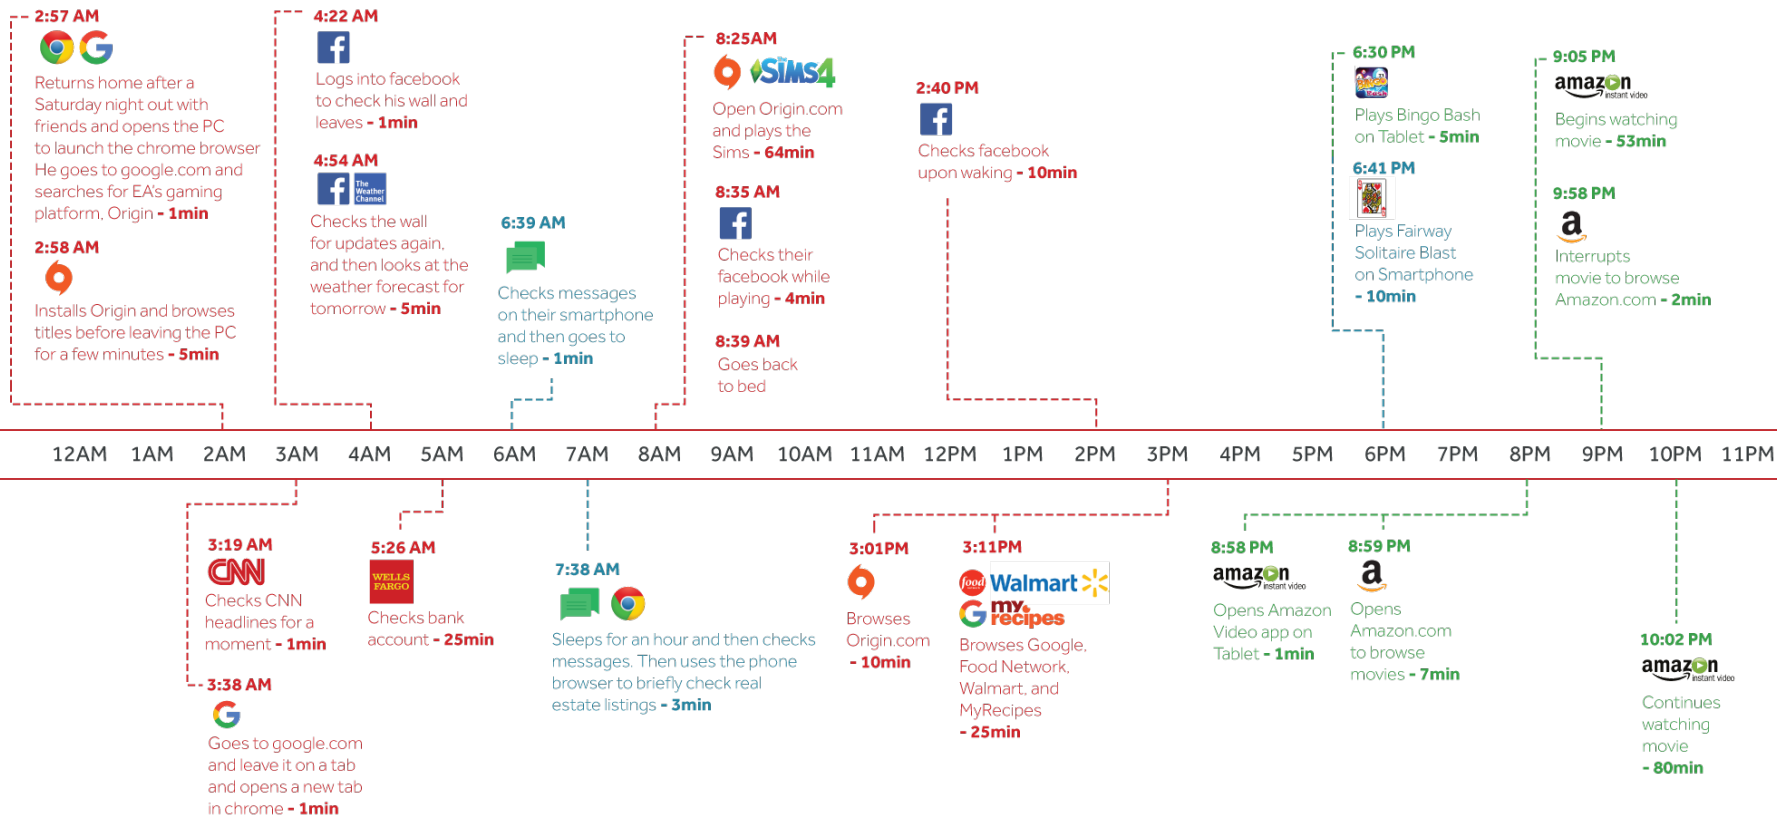 2:57 AM
Returns home after a
Saturday night out with
friends and opens the PC
to launch the chrome browser
He goes to google.com and
searches for EA's gaming
platform, Origin - 1min
2:58 AM
Installs Origin and browses
titles before leaving the PC
for a few minutes - 5min
4:22 AM
Logs into facebook
to check his wall and
leaves - 1min
4:54 AM
The
Weather
Channel
Checks the wall
for updates again,
and then looks at the
weather forecast for
tomorrow - 5min
6:39 AM
Checks messages
on their smartphone
and then goes to
sleep - 1min
8:25AM
The SIMS4
Open Origin.com
and plays the
Sims - 64min
8:35 AM
Checks their
facebook while
playing - 4min
8:39 AM
Goes back
to bed
2:40 PM
Checks facebook
upon waking - 10min
6:30 PM
Plays Bingo Bash
on Tablet - 5min
6:41 PM
Plays Fairway
Solitaire Blast
on Smartphone
- 10min
9:05 PM
amazon
instant video
Begins watching
movie - 53min
9:58 PM
a
Interrupts
movie to browse
Amazon.com - 2min
12AM 1AM 2AM 3AM 4AM 5AM 6AM 7AM 8AM 9AM 10AM 11AM 12PM 1PM 2PM 3PM 4PM 5PM 6PM 7PM 8PM 9PM 10PM 11PM
3:19 AM
CNN
Checks CNN
headlines for a
moment - 1min
3:38 AM
Goes to google.com
and leave it on a tab
and opens a new tab
in chrome - 1min
5:26 AM
WELLS
FARGO
Checks bank
account - 25min
7:38 AM
Sleeps for an hour and then checks
messages. Then uses the phone
browser to briefly check real
estate listings - 3min
3:01PM
Browses
Origin.com
- 10min
3:11PM
food Walmart
my recipes
Browses Google,
Food Network,
Walmart, and
MyRecipes
- 25min
8:58 PM
amazon
instant video
Opens Amazon
Video app on
Tablet - 1min
8:59 PM
a
Opens
Amazon.com
to browse
movies - 7min
10:02 PM
amazon
instant video
Continues
watching
movie
- 80min